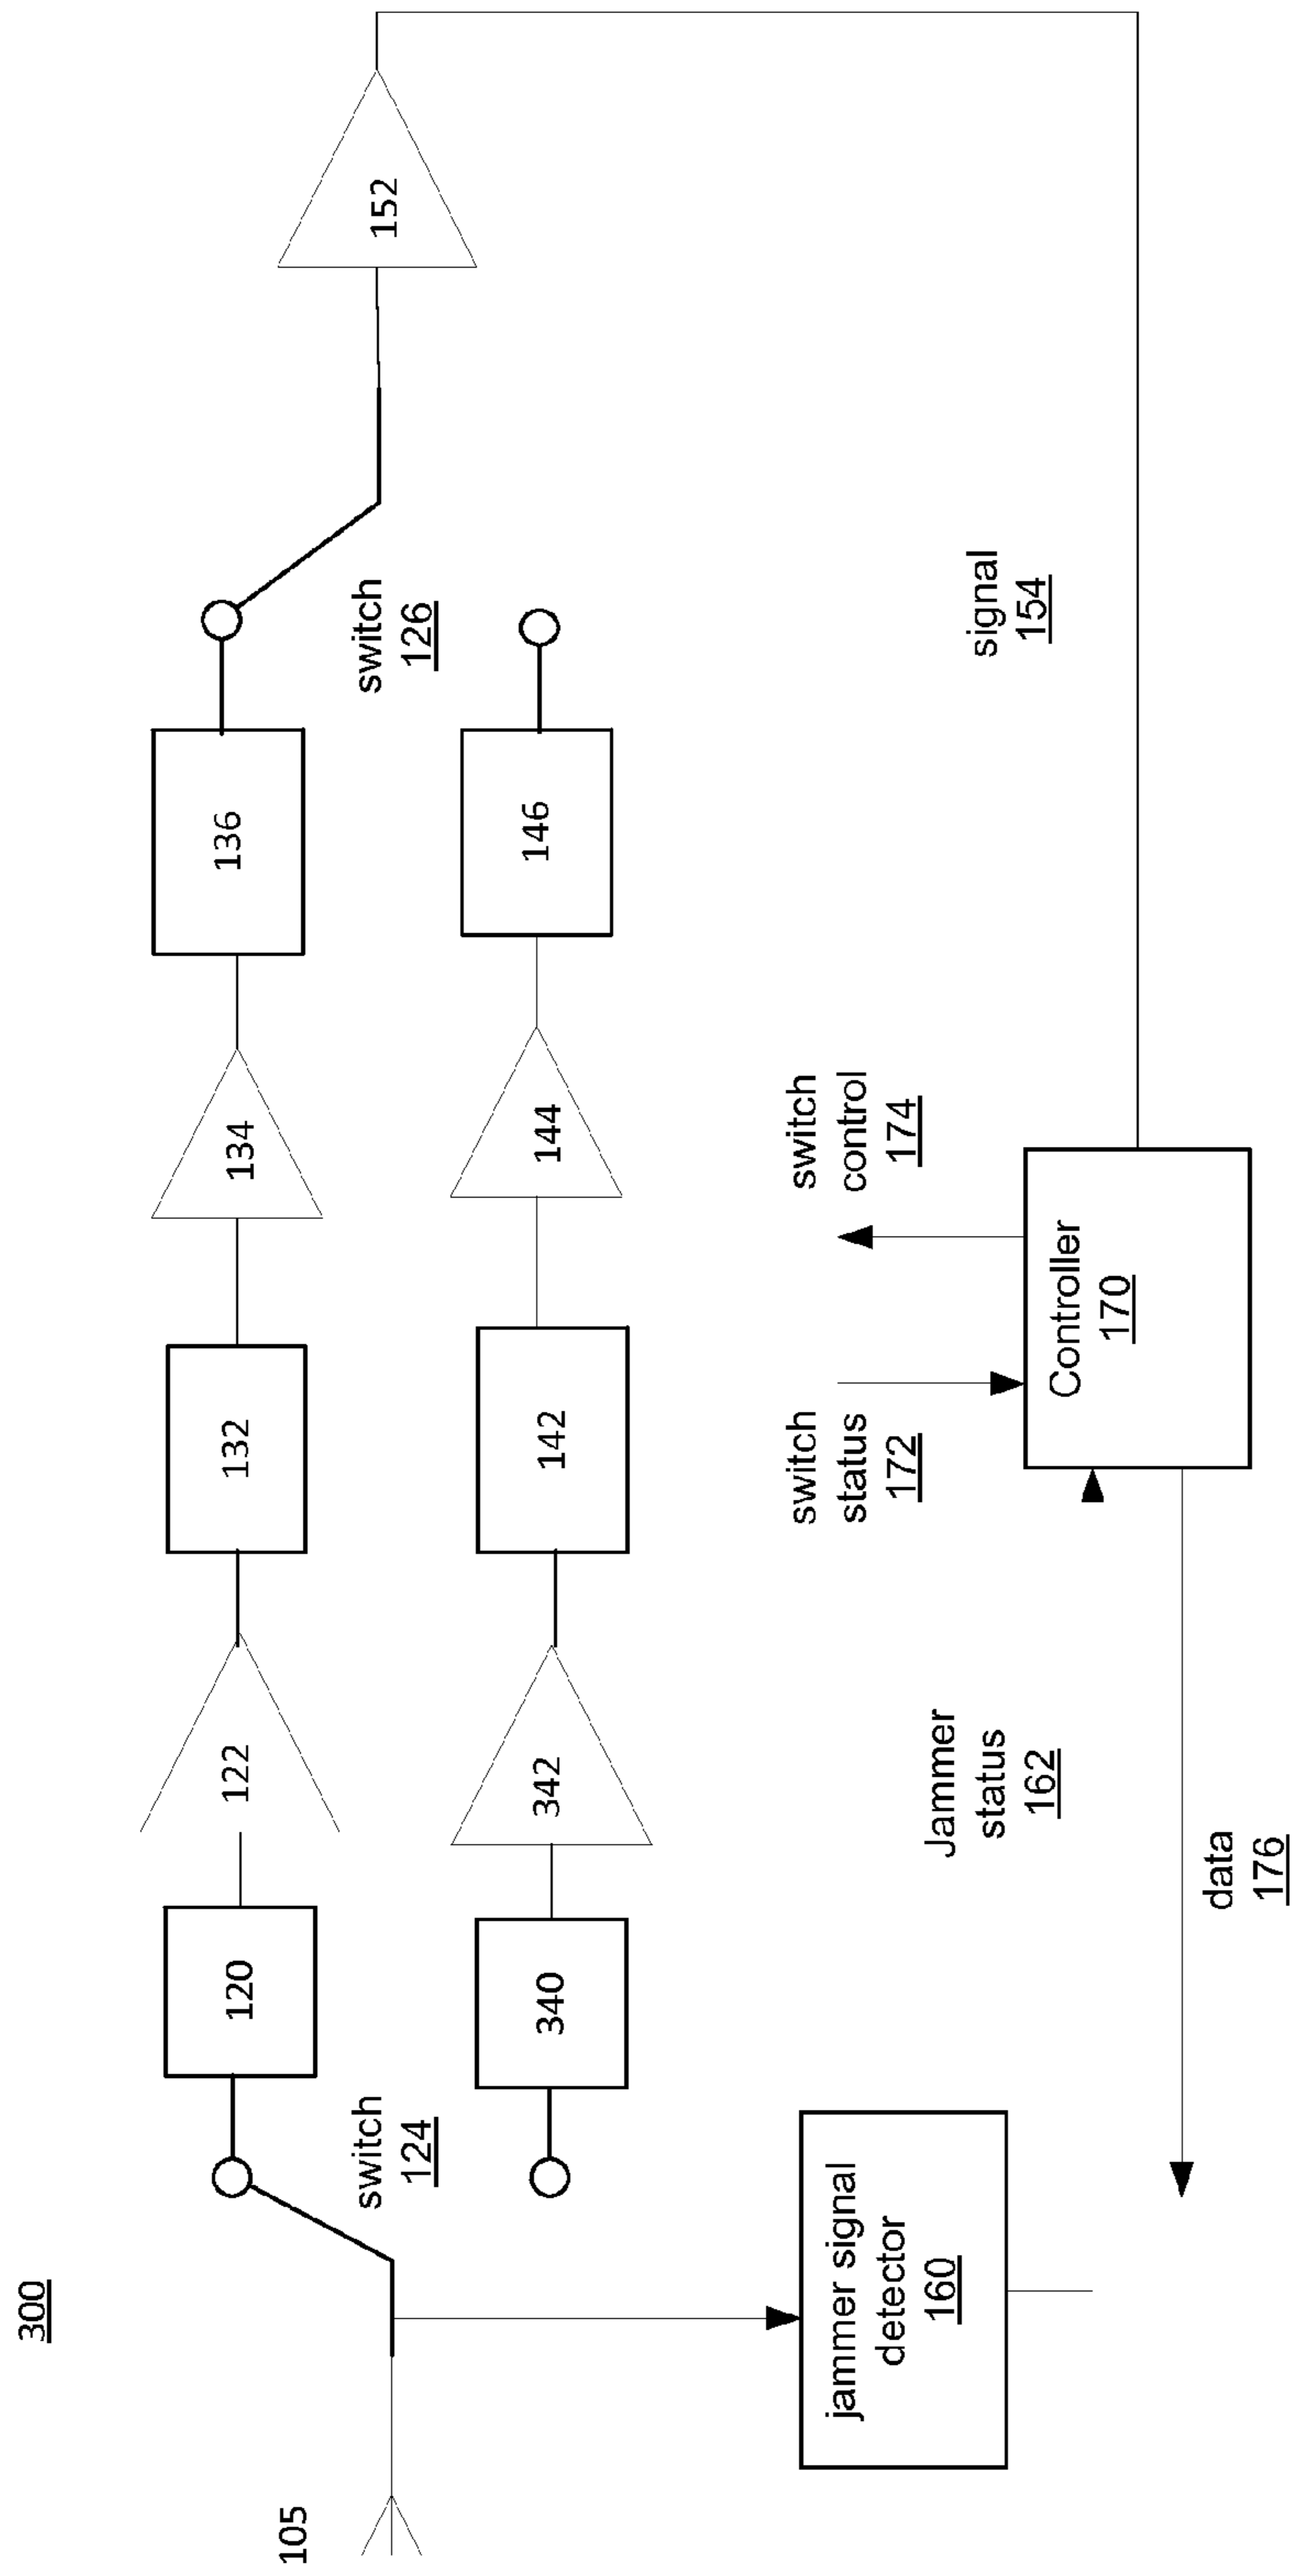 300
105
switch
124
120
122
132
134
136
switch
126
152
340
342
142
144
146
jammer signal
detector
160
Jammer
status
162
switch
status
172
switch
control
174
Controller
170
signal
154
data
176